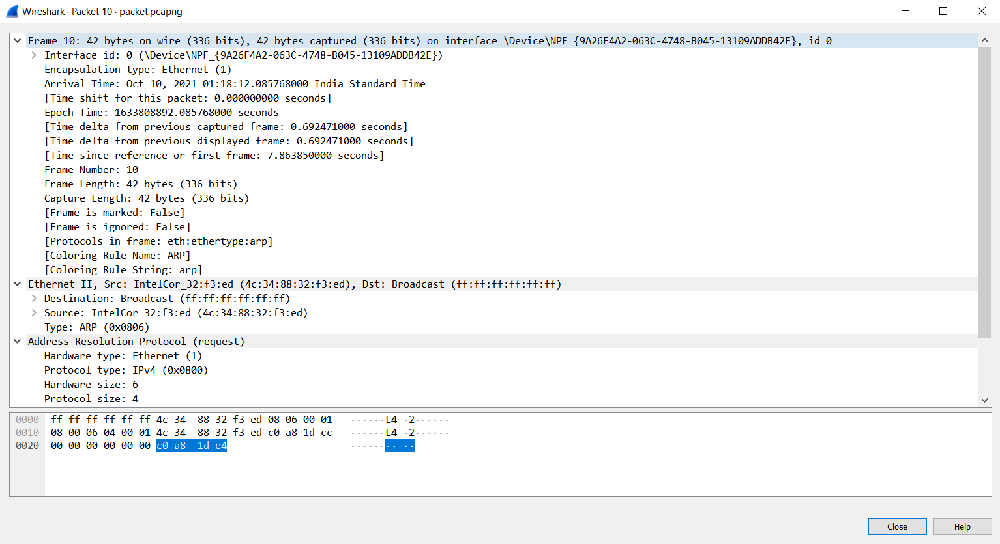 Wireshark · Packet 10 · packet.pcapng
Frame 10: 42 bytes on wire (336 bits), 42 bytes captured (336 bits) on interface \Device\NPF_{9A26F4A2-063C-4748-B045-13109ADDB42E}, id 0
Interface id: 0 (\Device\NPF_{9A26F4A2-063C-4748-B045-13109ADDB42E})
Encapsulation type: Ethernet (1)
Arrival Time: Oct 10, 2021 01:18:12.085768000 India Standard Time
[Time shift for this packet: 0.000000000 seconds]
Epoch Time: 1633808892.085768000 seconds
[Time delta from previous captured frame: 0.692471000 seconds]
[Time delta from previous displayed frame: 0.692471000 seconds]
[Time since reference or first frame: 7.863850000 seconds]
Frame Number: 10
Frame Length: 42 bytes (336 bits)
Capture Length: 42 bytes (336 bits)
[Frame is marked: False]
[Frame is ignored: False]
[Protocols in frame: eth:ethertype:arp]
[Coloring Rule Name: ARP]
[Coloring Rule String: arp]
Ethernet II, Src: IntelCor_32:f3:ed (4c:34:88:32:f3:ed), Dst: Broadcast (ff:ff:ff:ff:ff:ff)
Destination: Broadcast (ff:ff:ff:ff:ff:ff)
Source: IntelCor_32:f3:ed (4c:34:88:32:f3:ed)
Type: ARP (0x0806)
Address Resolution Protocol (request)
Hardware type: Ethernet (1)
Protocol type: IPv4 (0x0800)
Hardware size: 6
Protocol size: 4
0000 ff ff ff ff ff ff 4c 34 88 32 f3 ed 08 06 00 01 ······L4 ·2······
0010 08 00 06 04 00 01 4c 34 88 32 f3 ed c0 a8 1d cc ······L4 ·2······
0020 00 00 00 00 00 00 c0 a8 1d e4 ········ ··
Close Help